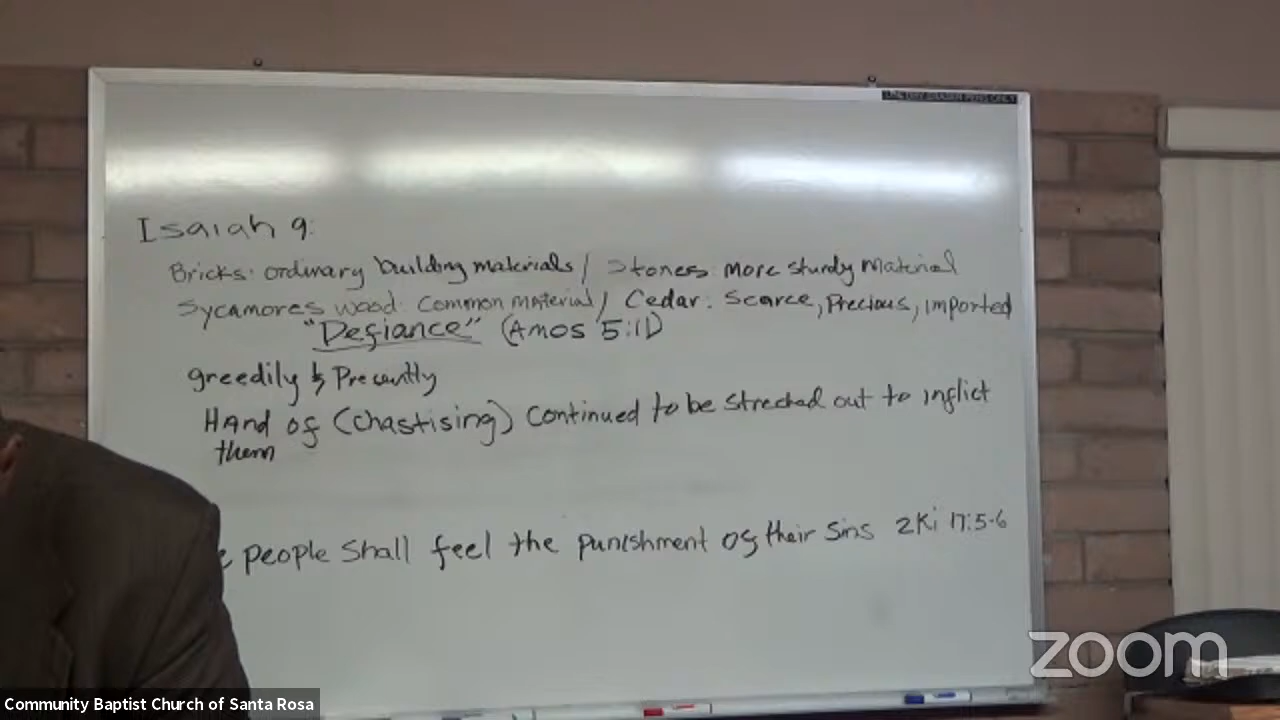 Isaiah 9:
Bricks: ordinary building materials / Stones: more sturdy material
Sycamores wood: Common material / Cedar: Scarce, Precious, imported
"Defiance" (Amos 5:11)
greedily & Presently
HAnd of (Chastising) Continued to be streched out to inflict
them
people shall feel the punishment of their Sins 2Ki 17:5-6
zoom
Community Baptist Church of Santa Rosa